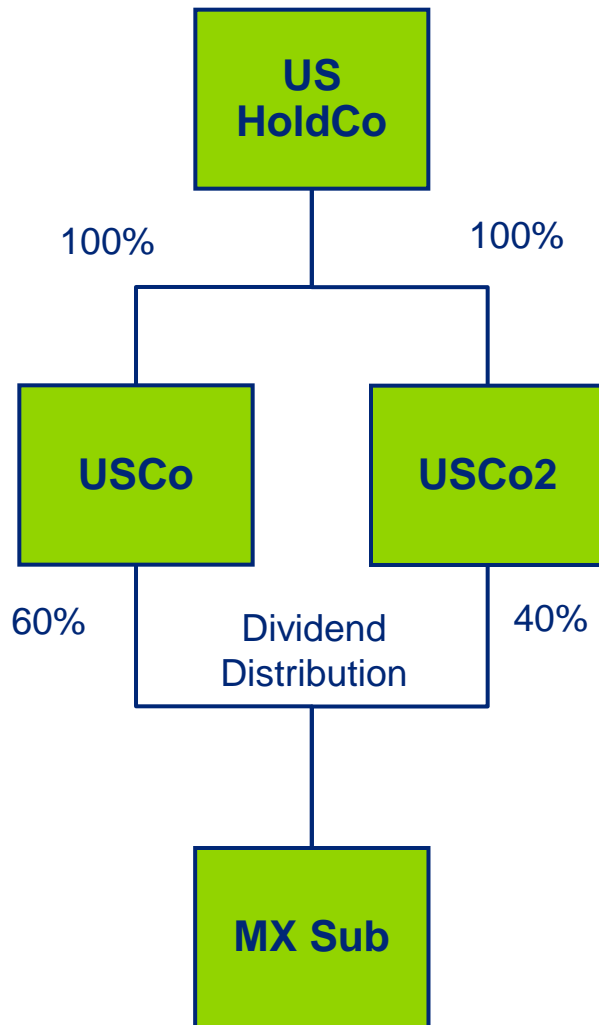 US
HoldCo
100%
100%
USCo
USCo2
60%
Dividend
Distribution
40%
MX Sub